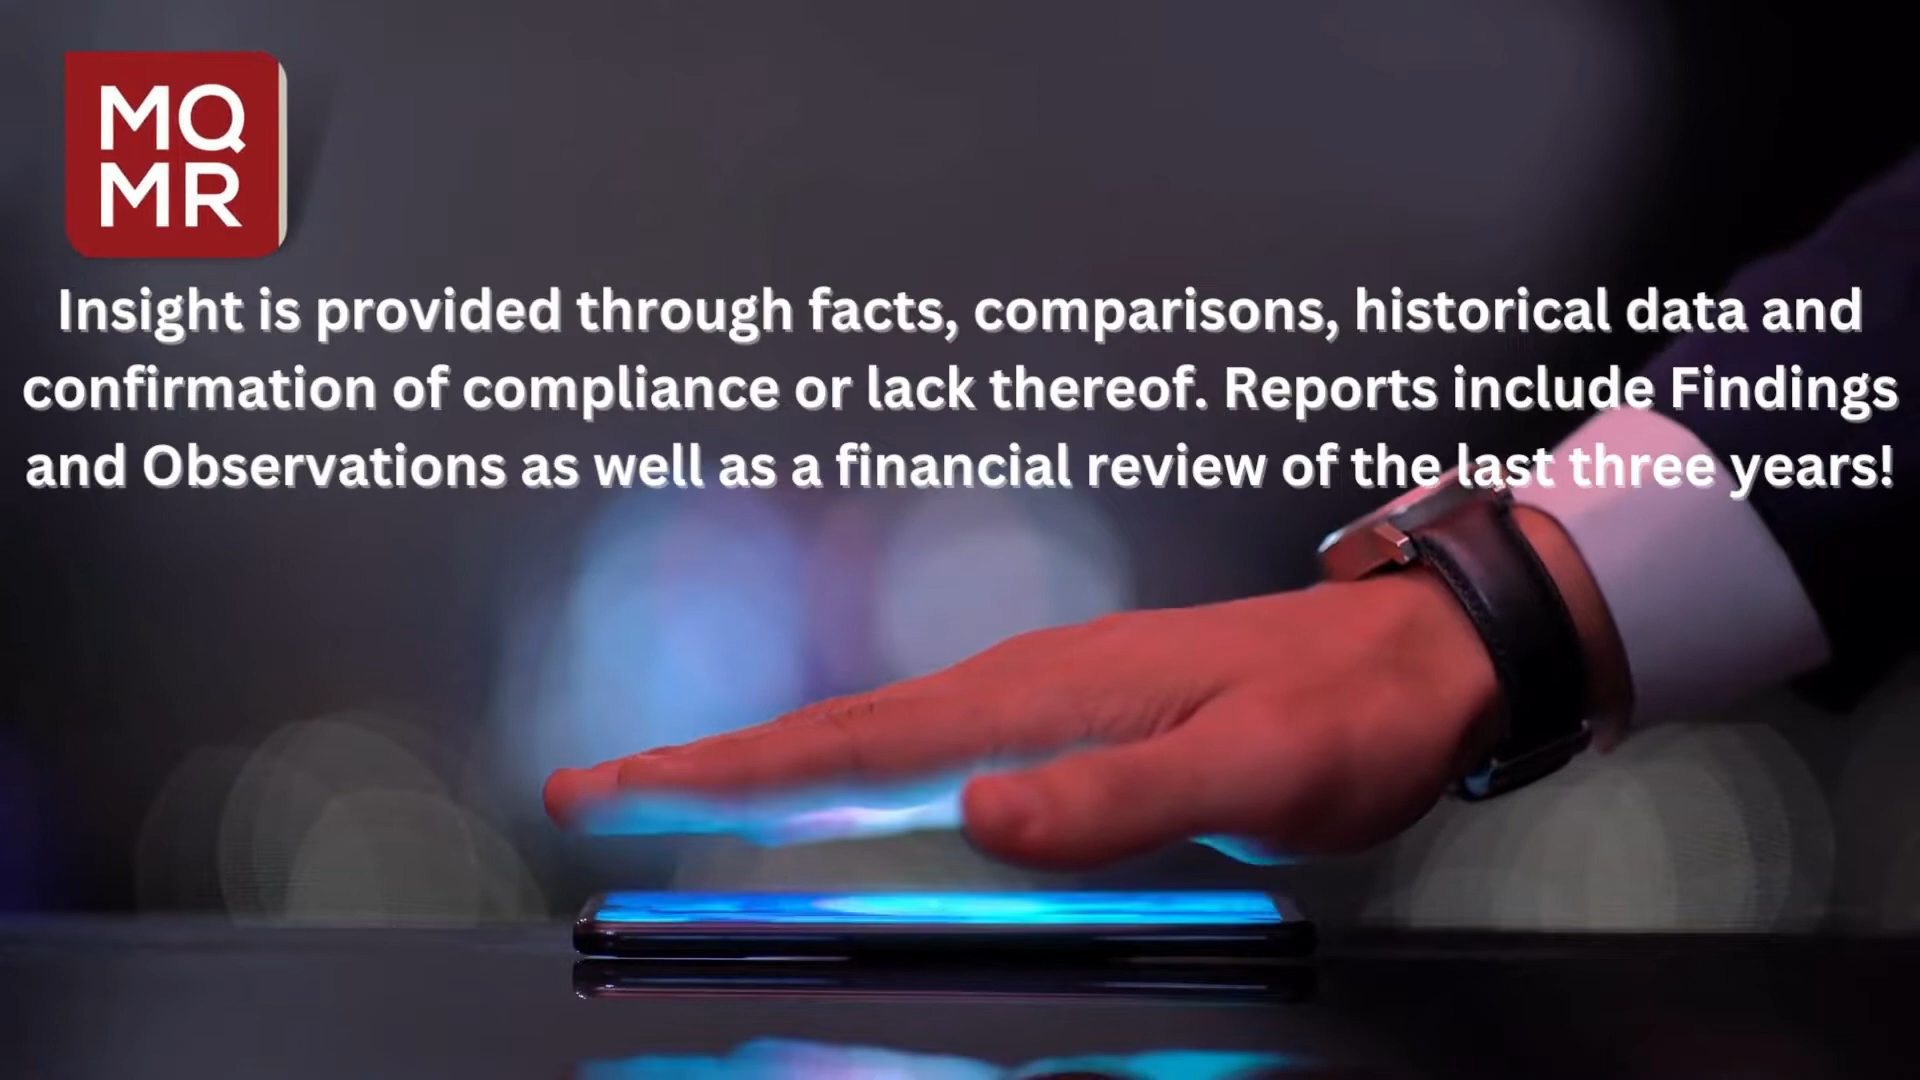 MQ
MR
Insight is provided through facts, comparisons, historical data and
confirmation of compliance or lack thereof. Reports include Findings
and Observations as well as a financial review of the last three years!